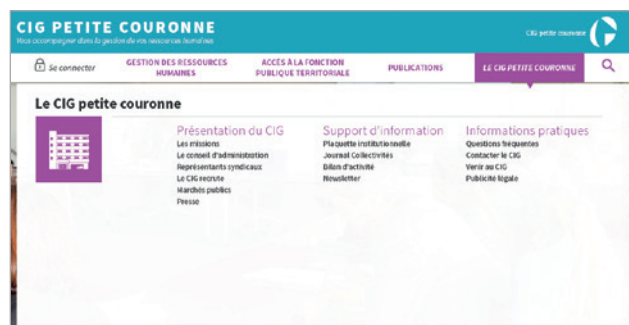 CIG PETITE COURONNE
Vous accompagner dans la gestion de vos ressources humaines
CIG petite couronne
Se connecter
GESTION DES RESSOURCES
HUMAINES
ACCÈS À LA FONCTION
PUBLIQUE TERRITORIALE
PUBLICATIONS
LE CIG PETITE COURONNE
Le CIG petite couronne
Présentation du CIG
Les missions
Le conseil d'administration
Représentants syndicaux
Le CIG recrute
Marchés publics
Presse
Support d'information
Plaquette institutionnelle
Journal Collectivités
Bilan d'activité
Newsletter
Informations pratiques
Questions fréquentes
Contacter le CIG
Venir au CIG
Publicité légale